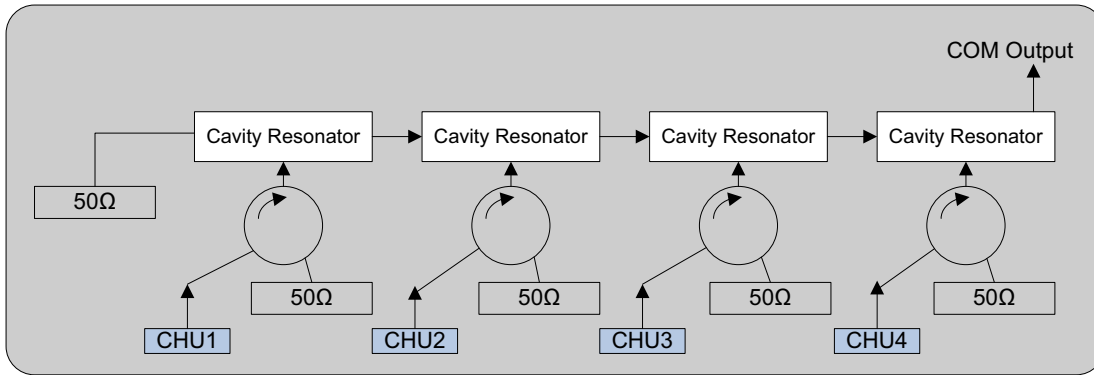 COM Output
Cavity Resonator
Cavity Resonator
Cavity Resonator
Cavity Resonator
50Ω
50Ω
50Ω
50Ω
50Ω
CHU1
CHU2
CHU3
CHU4